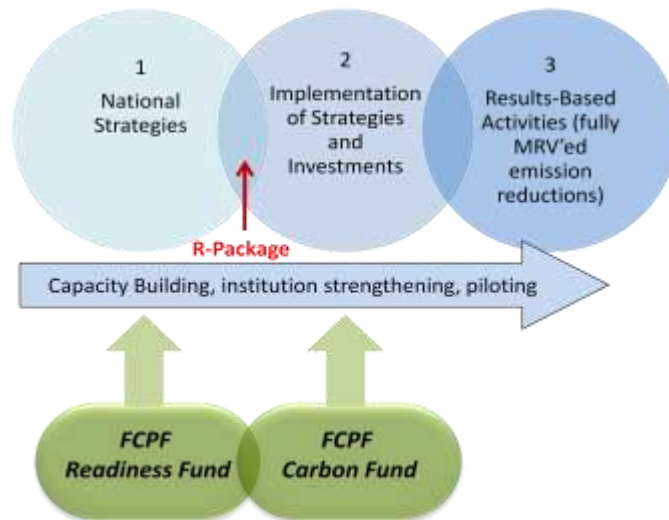 1
National
Strategies
2
Implementation
of Strategies
and
Investments
3
Results-Based
Activities (fully
MRV'ed
emission
reductions)
R-Package
Capacity Building, institution strengthening, piloting
FCPF
Readiness Fund
FCPF
Carbon Fund